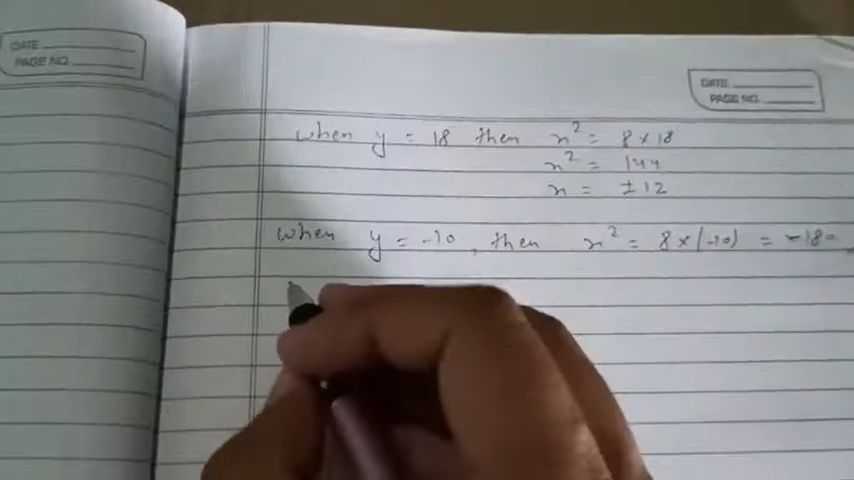 DATE
PAGE NO.
DATE
PAGE NO.
when y = 18 then x² = 8 × 18
x² = 144
x = ±12
when y = -10, then x² = 8 × (-10) = -180